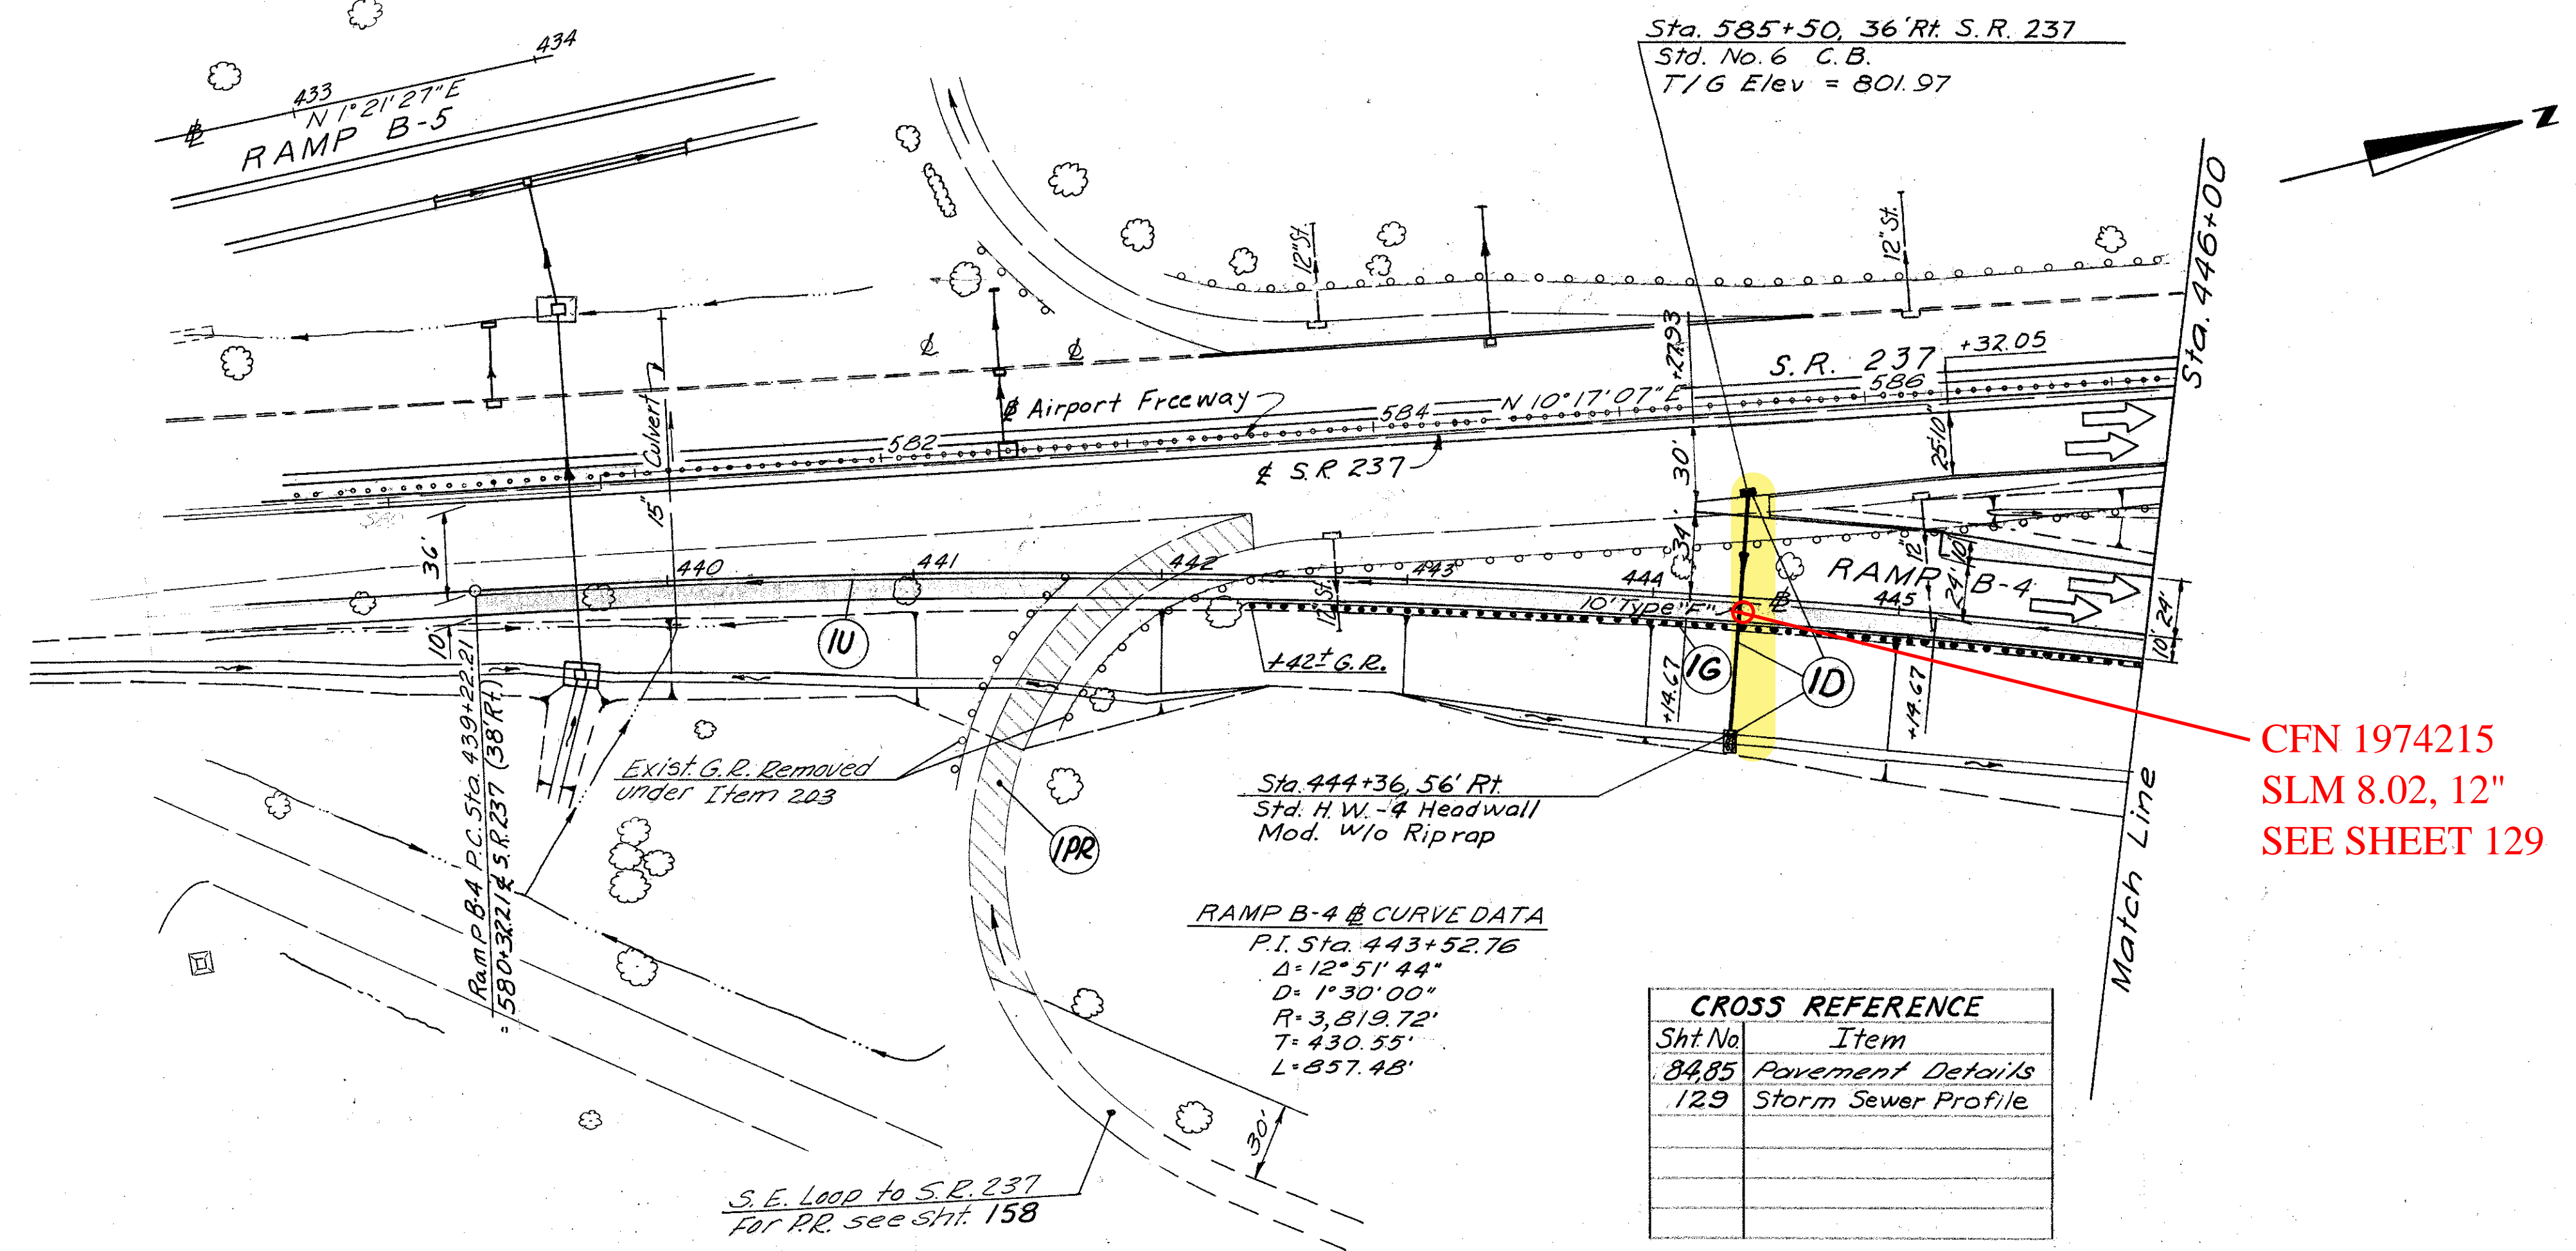 Sta. 585+50, 36' Rt. S.R. 237
Std. No. 6 C.B.
T/G Elev = 801.97
433
434
N 1°21'27"E
RAMP B-5
Z
Sta. 446+00
12" St.
12" St.
+27.93
S.R. 237
+32.05
586
15" Culvert
℄ Airport Freeway
584
N 10°17'07"E
582
℄ S.R. 237
30'
25'10"
36'
34'
440
441
442
443
444
445
12" St.
12"
10'
24'
RAMP B-4
10' Type "F"
10'
24'
10'
1U
1G
1D
+42± G.R.
+14.67
+14.67
Ramp B-4 P.C. Sta. 439+22.21
= 580+32.21 ℄ S.R. 237 (38' Rt.)
Exist. G.R. Removed
under Item 203
1PR
Sta. 444+36, 56' Rt.
Std. H.W.-4 Headwall
Mod. W/o Riprap
CFN 1974215
SLM 8.02, 12"
SEE SHEET 129
Match Line
RAMP B-4 ℄ CURVE DATA
P.I. Sta. 443+52.76
Δ= 12°51'44"
D= 1°30'00"
R= 3,819.72'
T= 430.55'
L= 857.48'
CROSS REFERENCE
Sht. No. Item
84,85 Pavement Details
129 Storm Sewer Profile
30'
S.E. Loop to S.R. 237
For P.R. see Sht. 158